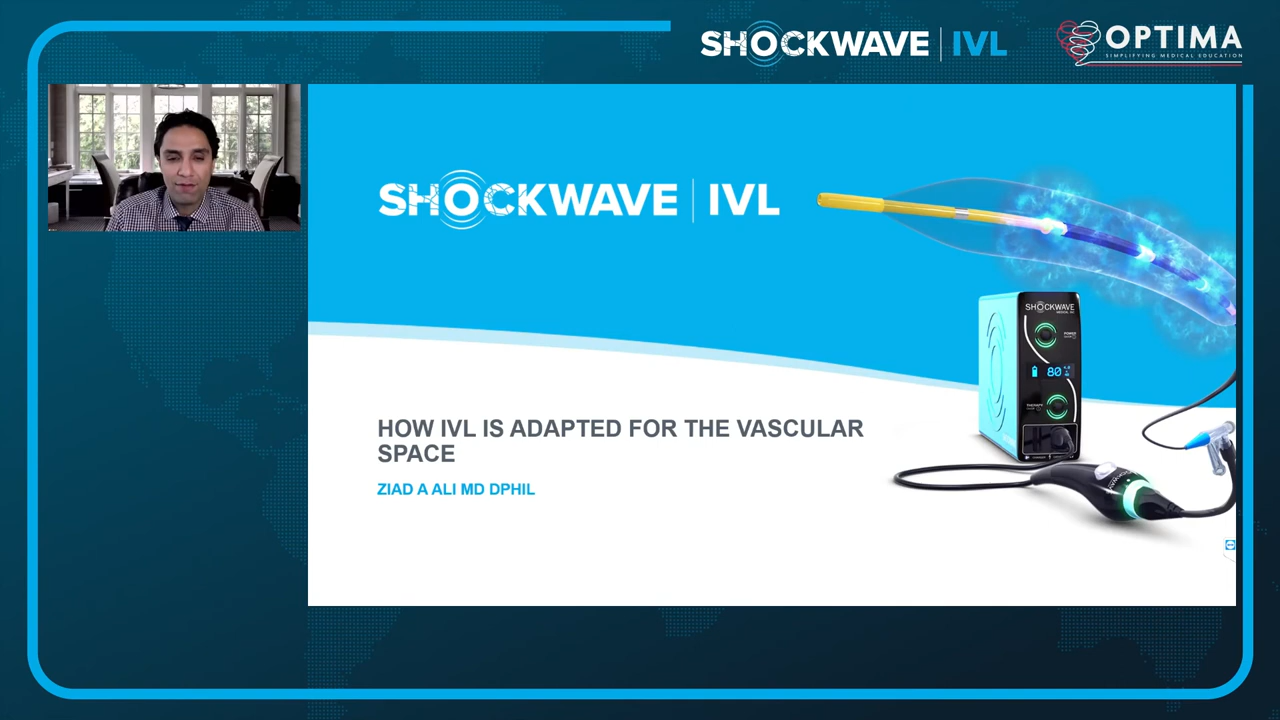 SHOCKWAVE | IVL
OPTIMA
SIMPLIFYING MEDICAL EDUCATION
SHOCKWAVE | IVL
SHOCKWAVE
80
HOW IVL IS ADAPTED FOR THE VASCULAR
SPACE
ZIAD A ALI MD DPHIL